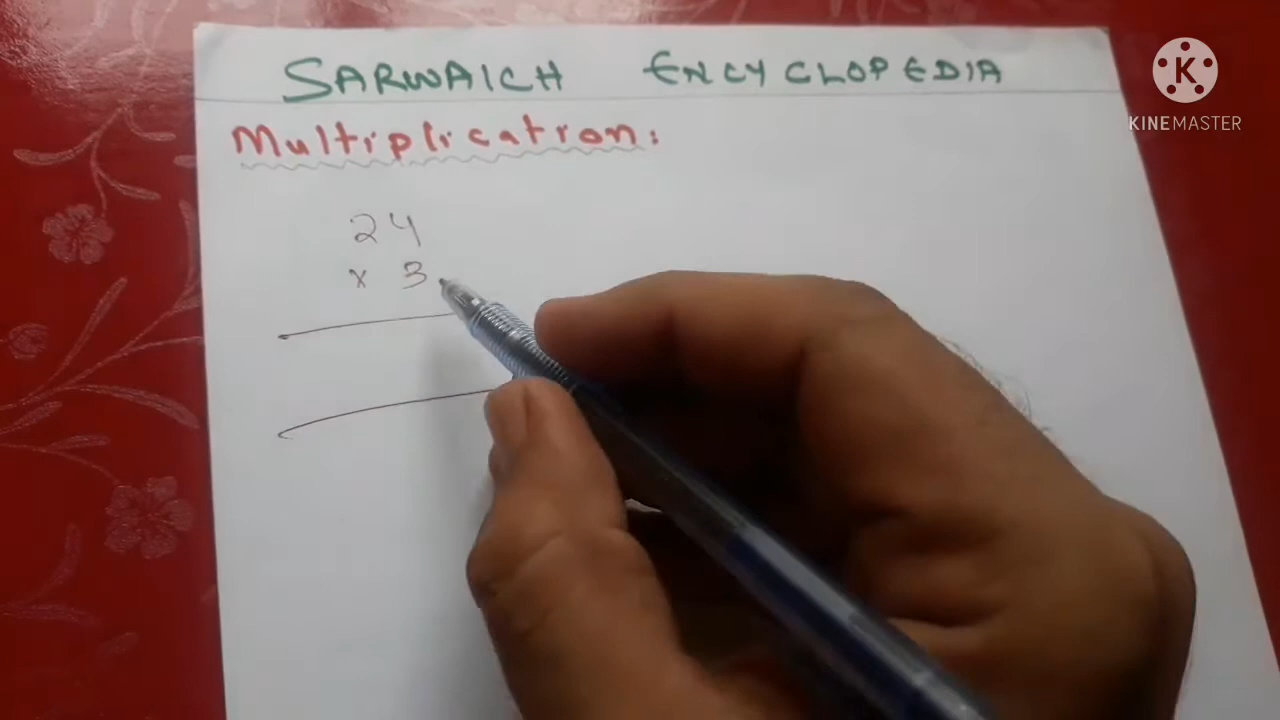 SARWAICH ENCYCLOPEDIA
Multiplication:
24
x 3
K
KINEMASTER